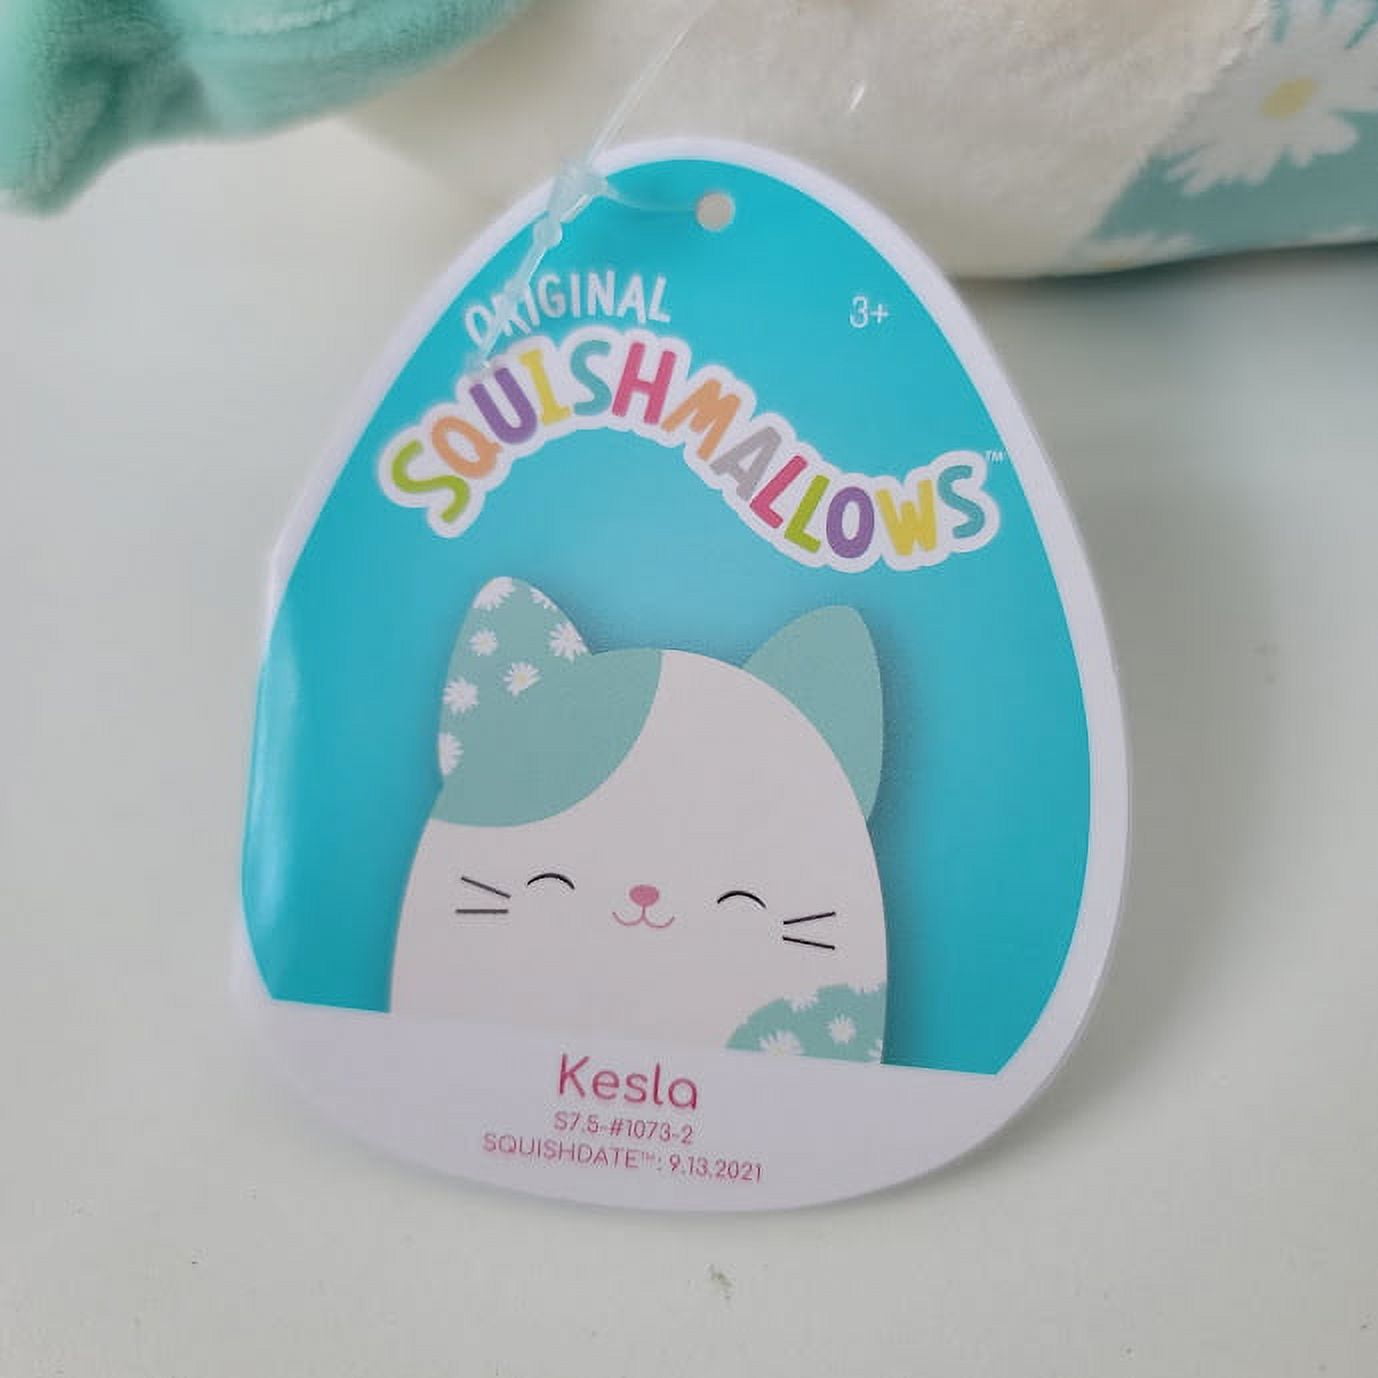 ORIGINAL
3+
SQUISHMALLOWS™
Kesla
S7.5-#1073-2
SQUISHDATE™: 9.13.2021